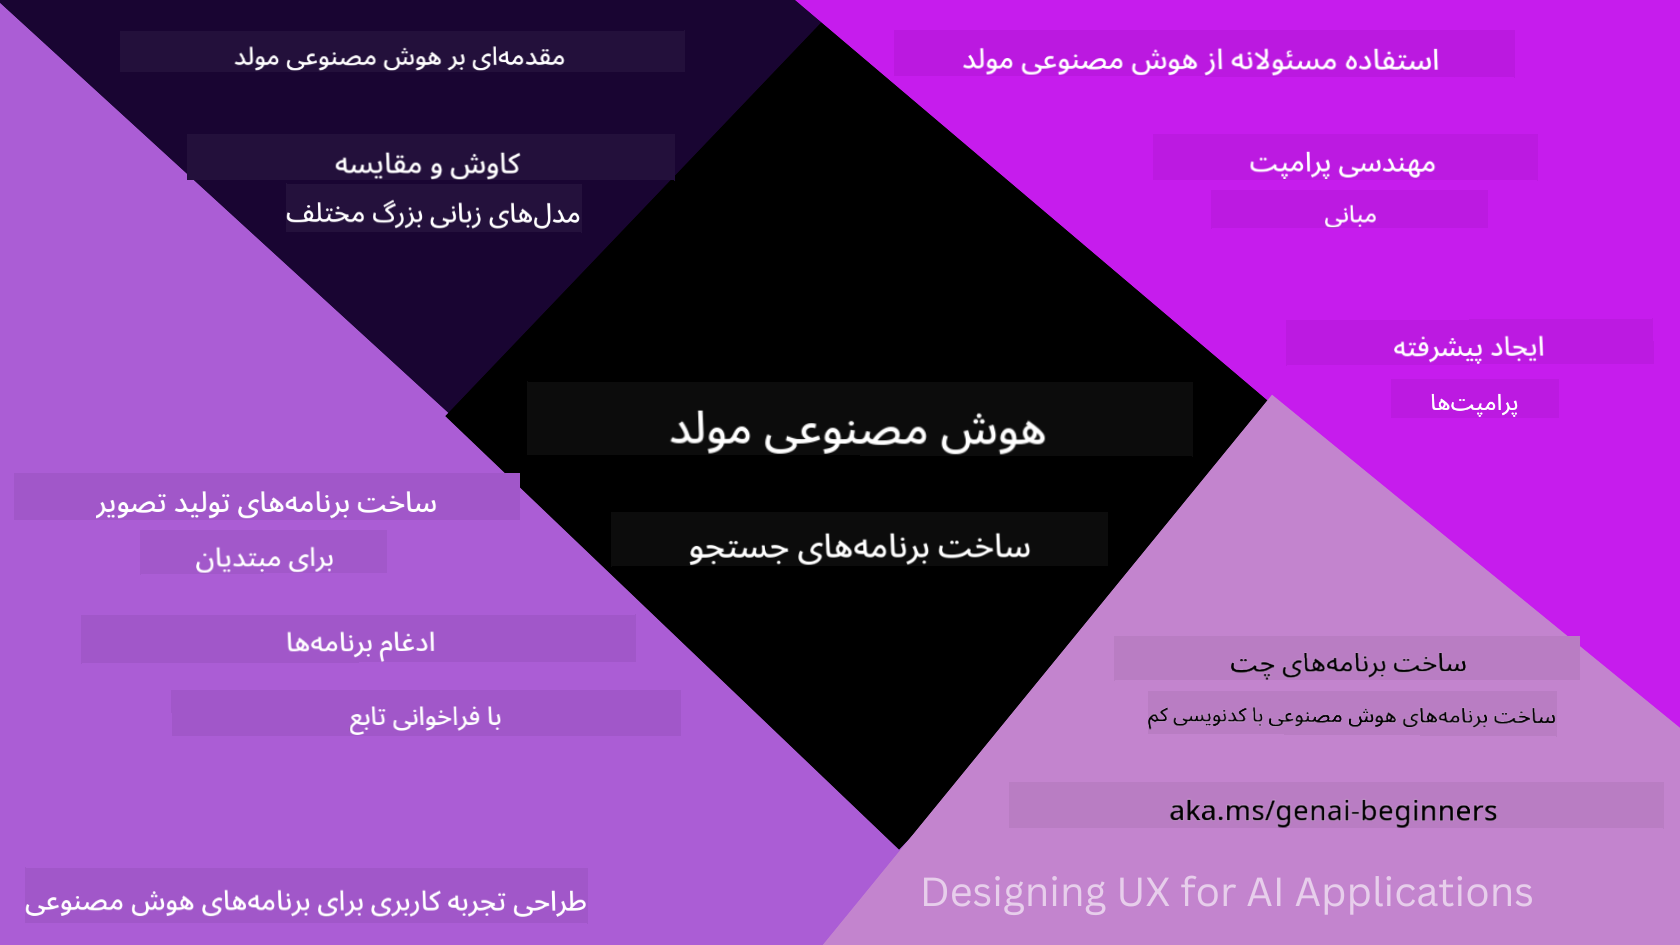 مقدمه‌ای بر هوش مصنوعی مولد
کاوش و مقایسه
مدل‌های زبانی بزرگ مختلف
استفاده مسئولانه از هوش مصنوعی مولد
مهندسی پرامپت
مبانی
ایجاد پیشرفته
پرامپت‌ها
هوش مصنوعی مولد
ساخت برنامه‌های جستجو
ساخت برنامه‌های تولید تصویر
برای مبتدیان
ادغام برنامه‌ها
با فراخوانی تابع
ساخت برنامه‌های چت
ساخت برنامه‌های هوش مصنوعی با کدنویسی کم
aka.ms/genai-beginners
Designing UX for AI Applications
طراحی تجربه کاربری برای برنامه‌های هوش مصنوعی